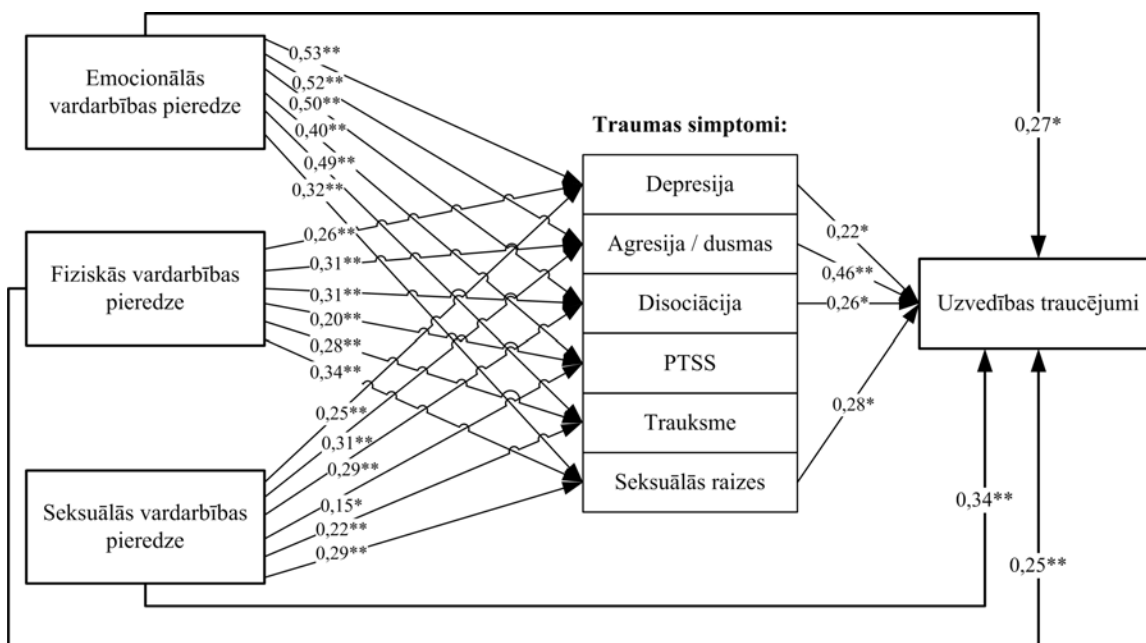 Emocionālās
vardarbības pieredze
Fiziskās vardarbības
pieredze
Seksuālās vardarbības
pieredze
0,53**
0,52**
0,50**
0,40**
0,49**
0,32**
0,26**
0,31**
0,31**
0,20**
0,28**
0,34**
0,25**
0,31**
0,29**
0,15*
0,22**
0,29**
Traumas simptomi:
Depresija
Agresija / dusmas
Disociācija
PTSS
Trauksme
Seksuālās raizes
0,22*
0,46**
0,26*
0,28*
0,27*
Uzvedības traucējumi
0,34**
0,25**